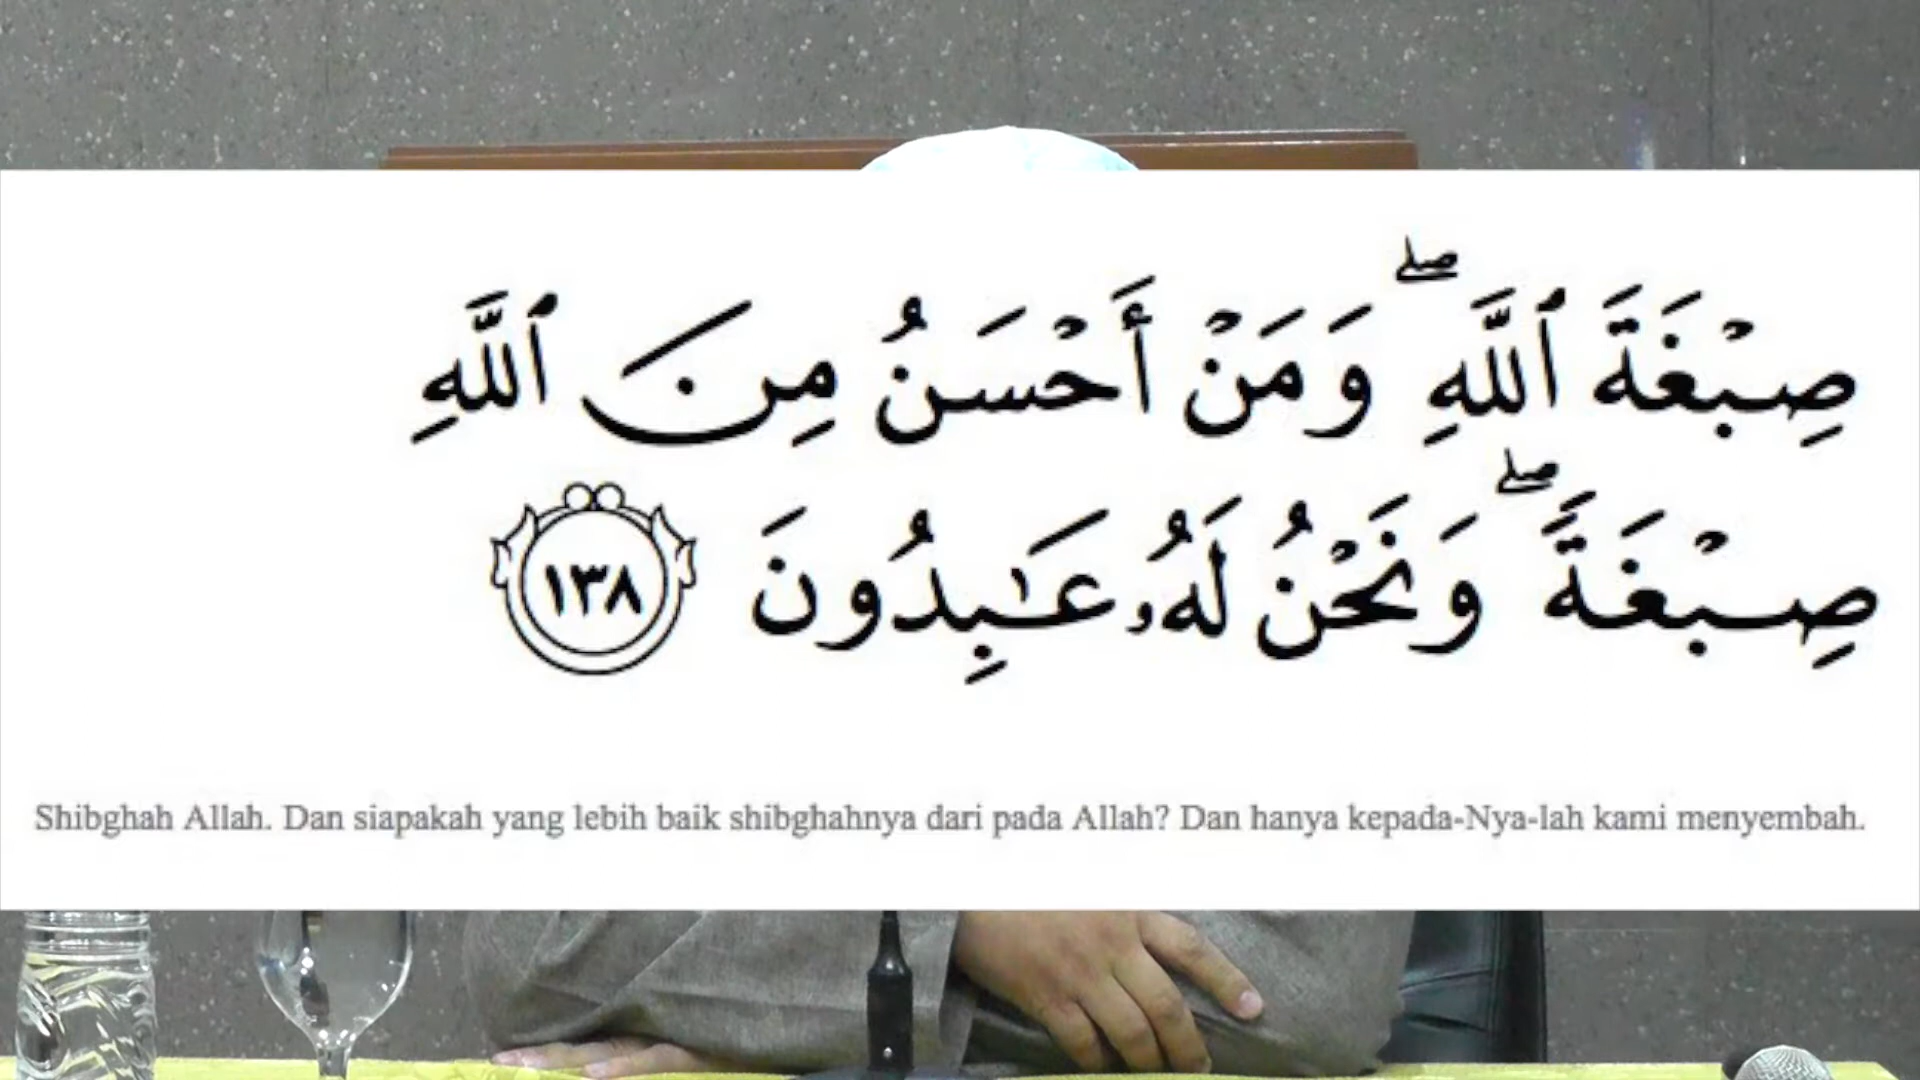 صِبْغَةَ ٱللَّهِ ۖ وَمَنْ أَحْسَنُ مِنَ ٱللَّهِ
صِبْغَةً ۖ وَنَحْنُ لَهُۥ عَٰبِدُونَ ١٣٨
Shibghah Allah. Dan siapakah yang lebih baik shibghahnya dari pada Allah? Dan hanya kepada-Nya-lah kami menyembah.